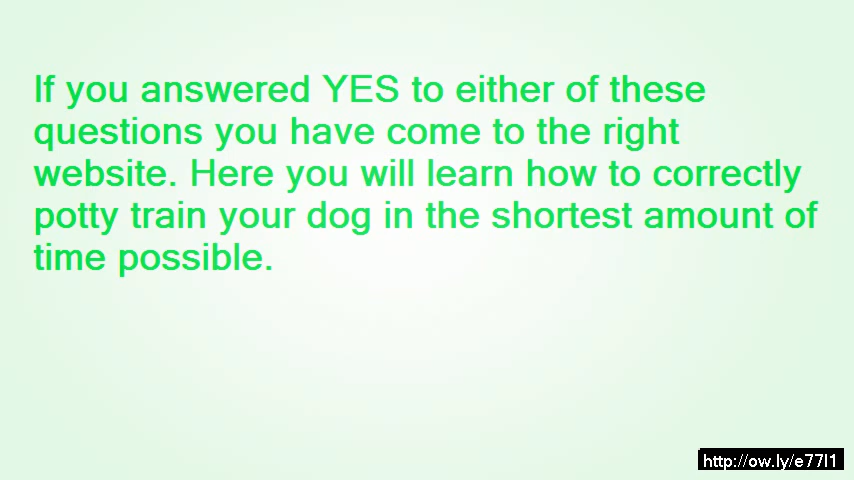 If you answered YES to either of these
questions you have come to the right
website. Here you will learn how to correctly
potty train your dog in the shortest amount of
time possible.
http://ow.ly/e77l1